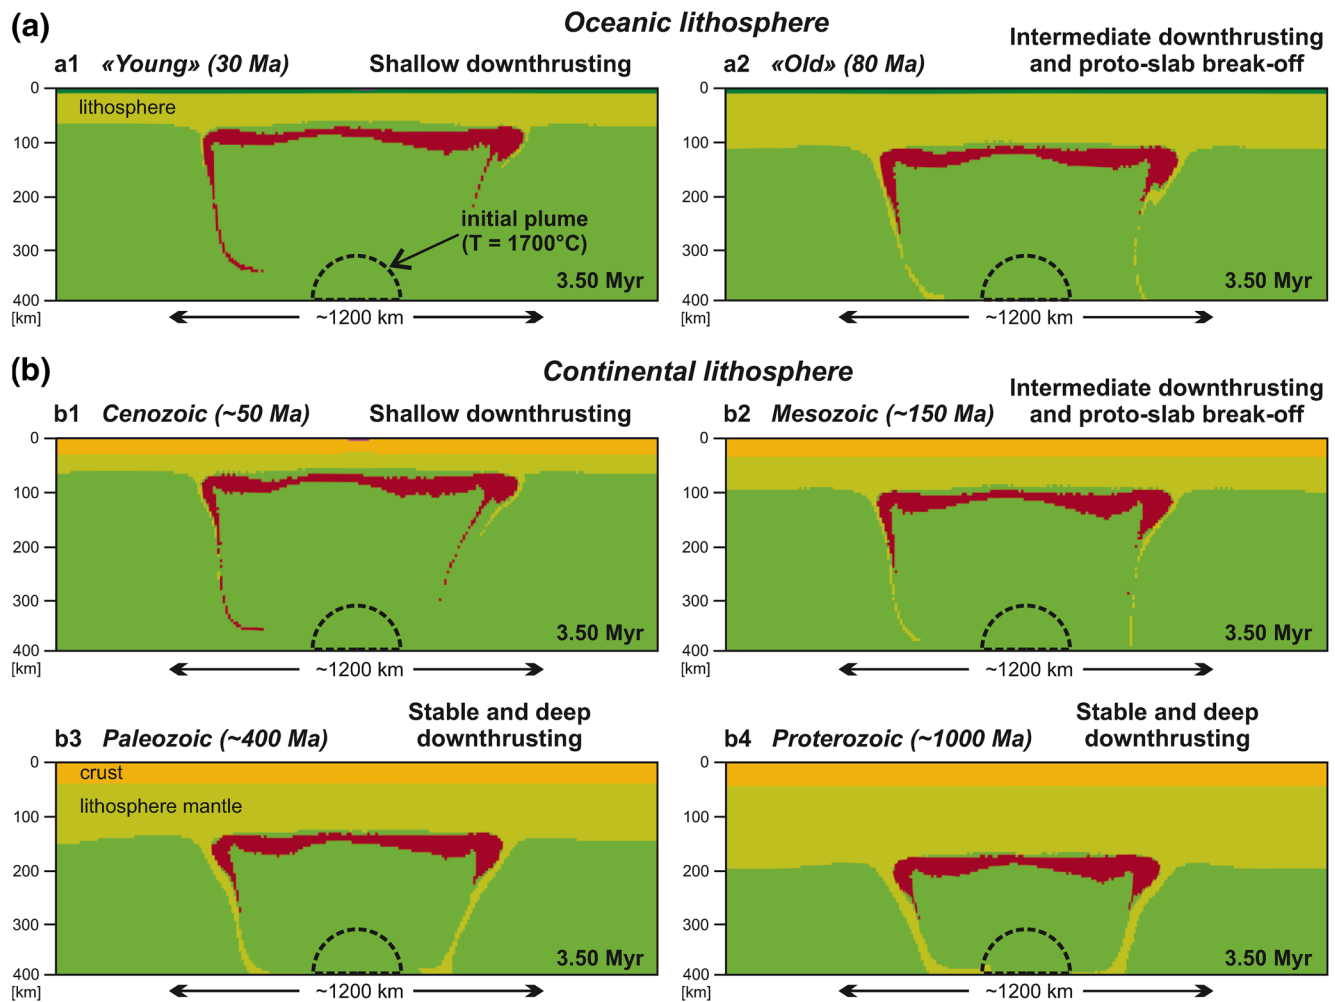 (a)
Oceanic lithosphere
a1 «Young» (30 Ma)
Shallow downthrusting
a2 «Old» (80 Ma)
Intermediate downthrusting
and proto-slab break-off
0
100
200
300
400
[km]
lithosphere
initial plume
(T = 1700°C)
3.50 Myr
~1200 km
0
100
200
300
400
[km]
3.50 Myr
~1200 km
(b)
Continental lithosphere
b1 Cenozoic (~50 Ma)
Shallow downthrusting
b2 Mesozoic (~150 Ma)
Intermediate downthrusting
and proto-slab break-off
0
100
200
300
400
[km]
3.50 Myr
~1200 km
0
100
200
300
400
[km]
3.50 Myr
~1200 km
b3 Paleozoic (~400 Ma)
Stable and deep
downthrusting
b4 Proterozoic (~1000 Ma)
Stable and deep
downthrusting
0
100
200
300
400
[km]
crust
lithosphere mantle
3.50 Myr
~1200 km
0
100
200
300
400
[km]
3.50 Myr
~1200 km